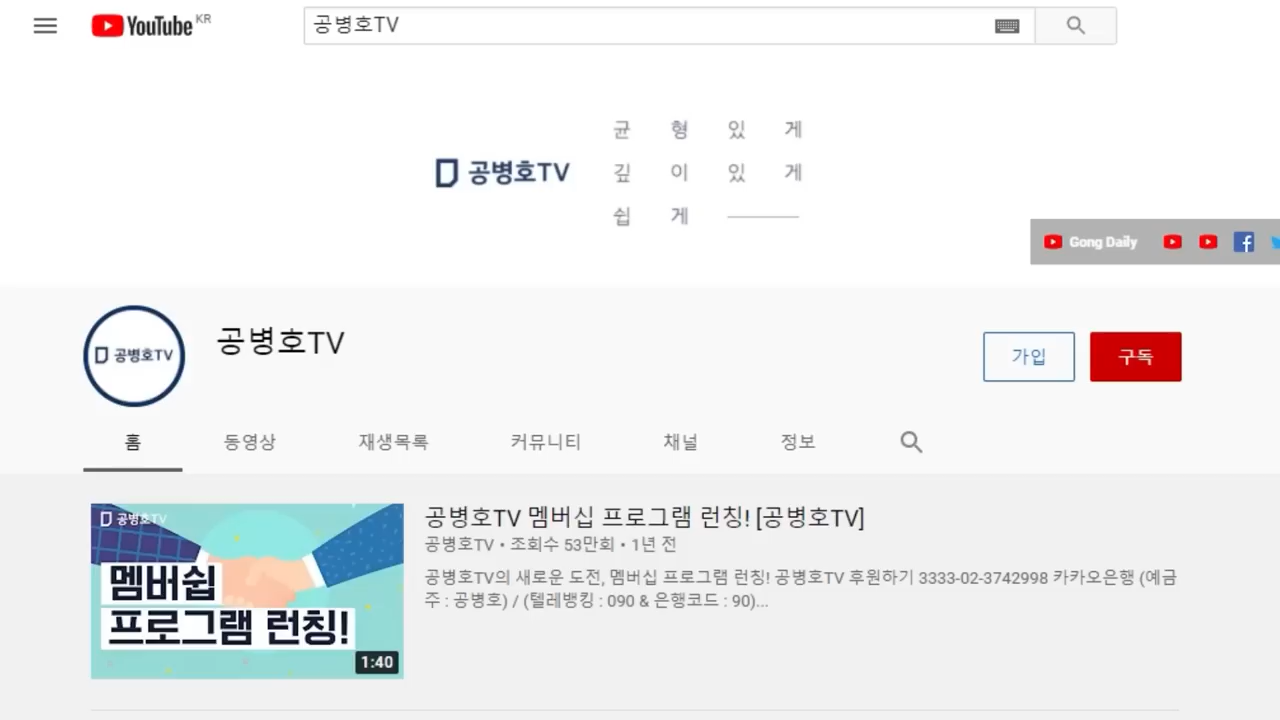 YouTube KR
공병호TV
균 형 있 게
공병호TV
깊 이 있 게
쉽 게
Gong Daily
공병호TV
공병호TV
가입
구독
홈
동영상
재생목록
커뮤니티
채널
정보
공병호TV
멤버쉽
프로그램 런칭!
1:40
공병호TV 멤버십 프로그램 런칭! [공병호TV]
공병호TV • 조회수 53만회 • 1년 전
공병호TV의 새로운 도전, 멤버십 프로그램 런칭! 공병호TV 후원하기 3333-02-3742998 카카오은행 (예금
주 : 공병호) / (텔레뱅킹 : 090 & 은행코드 : 90)...